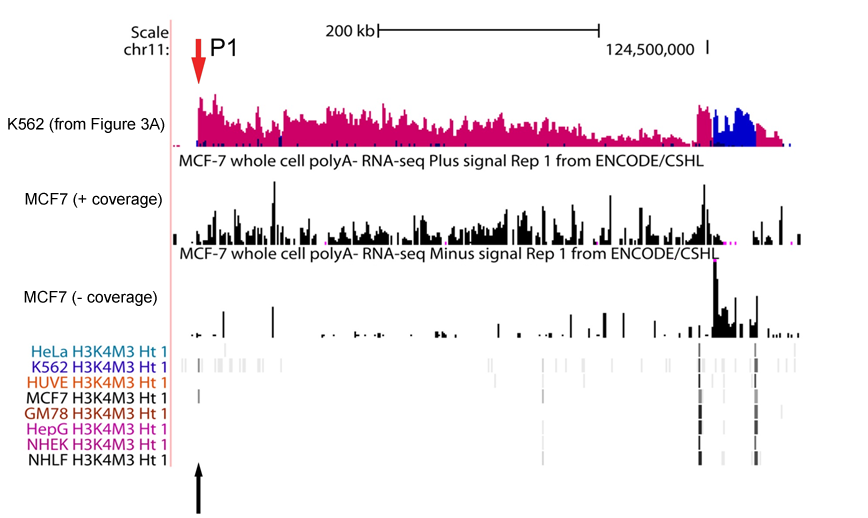 Scale
200 kb
chr11:
124,500,000
P1
K562 (from Figure 3A)
MCF-7 whole cell polyA- RNA-seq Plus signal Rep 1 from ENCODE/CSHL
MCF7 (+ coverage)
MCF-7 whole cell polyA- RNA-seq Minus signal Rep 1 from ENCODE/CSHL
MCF7 (- coverage)
HeLa H3K4M3 Ht 1
K562 H3K4M3 Ht 1
HUVE H3K4M3 Ht 1
MCF7 H3K4M3 Ht 1
GM78 H3K4M3 Ht 1
HepG H3K4M3 Ht 1
NHEK H3K4M3 Ht 1
NHLF H3K4M3 Ht 1